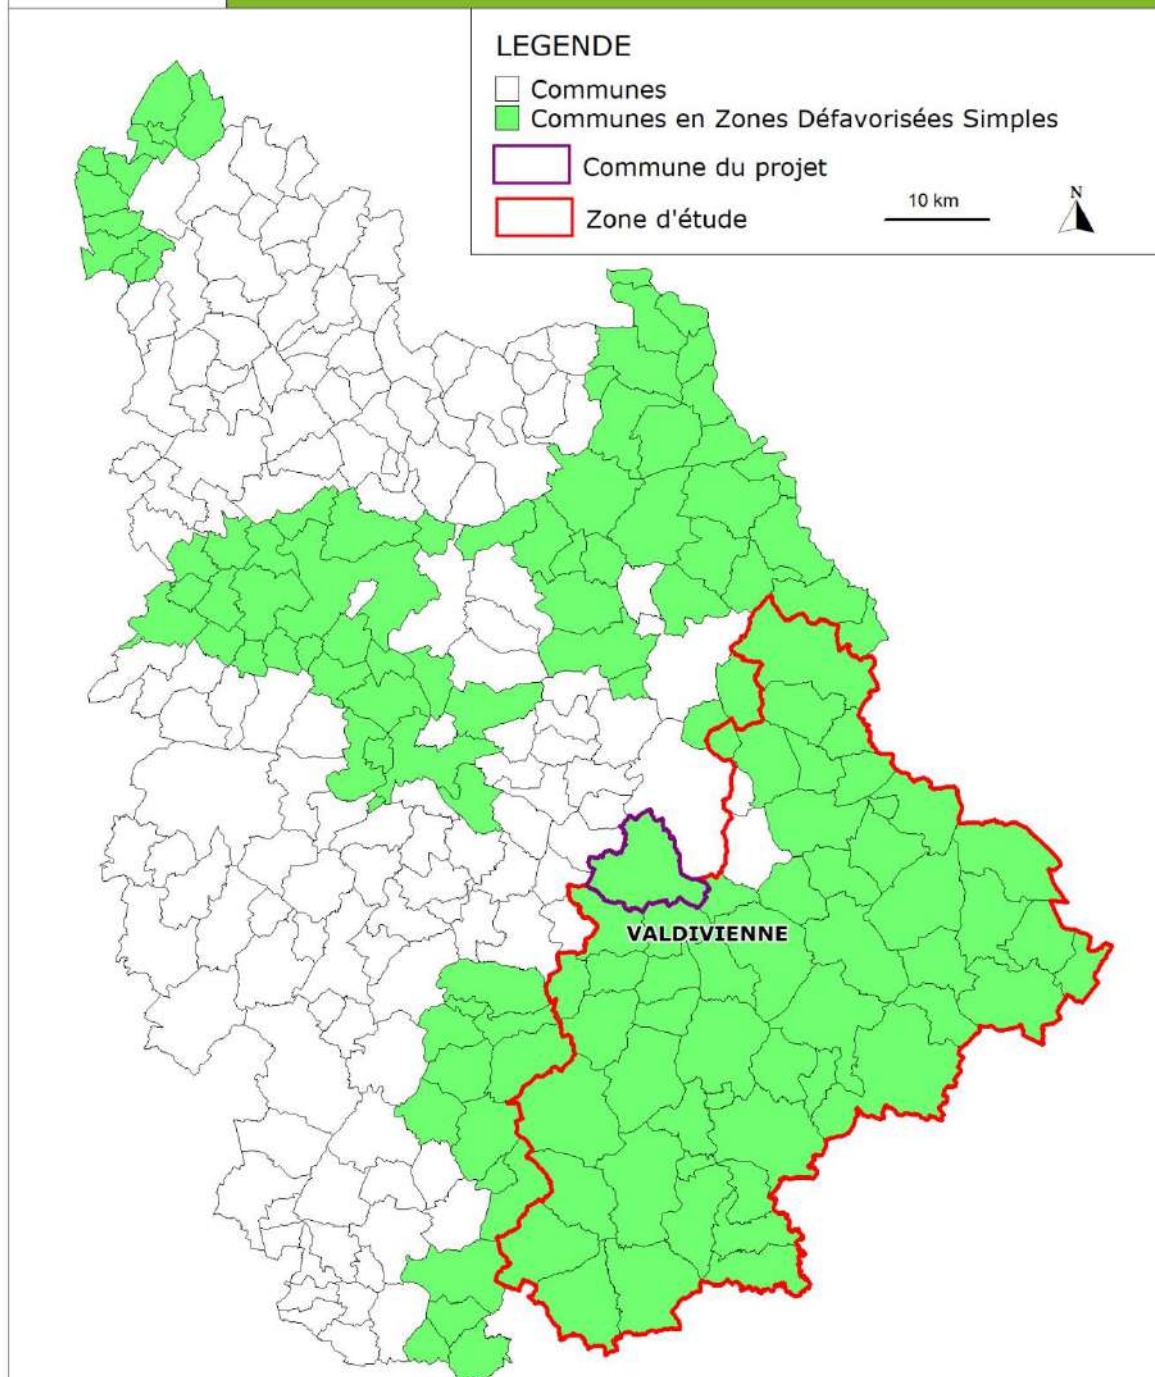 LEGENDE
Communes
Communes en Zones Défavorisées Simples
Commune du projet
Zone d'étude
10 km
N
VALDIVIENNE